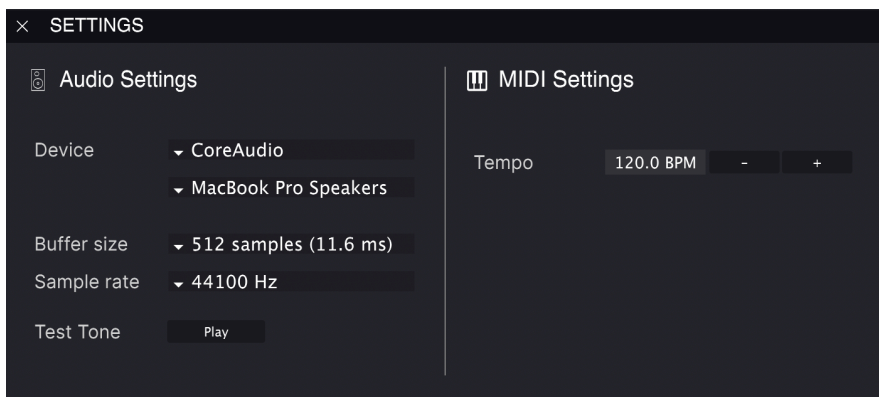 × SETTINGS
Audio Settings
Device
CoreAudio
MacBook Pro Speakers
Buffer size
512 samples (11.6 ms)
Sample rate
44100 Hz
Test Tone
Play
MIDI Settings
Tempo
120.0 BPM
-
+